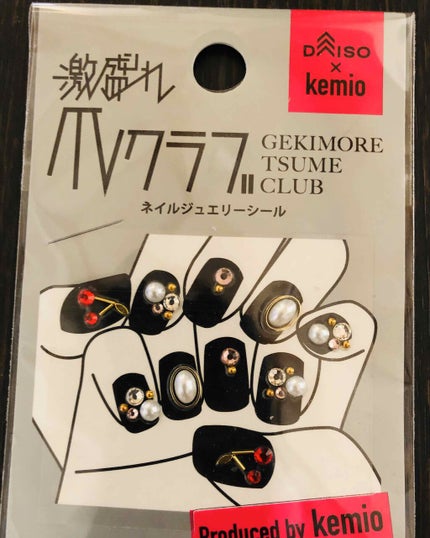 DAISO
×
kemio
激盛れ
爪クラブ
GEKIMORE
TSUME
CLUB
ネイルジュエリーシール
Produced by kemio